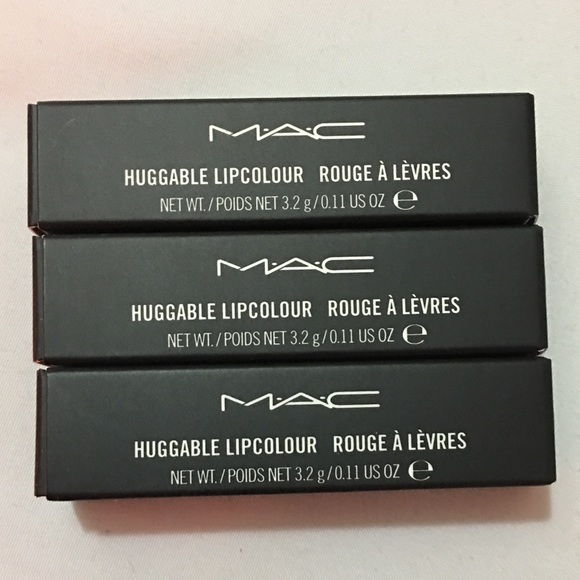 M·A·C
HUGGABLE LIPCOLOUR ROUGE À LÈVRES
NET WT./POIDS NET 3.2 g/0.11 US OZ ℮
M·A·C
HUGGABLE LIPCOLOUR ROUGE À LÈVRES
NET WT./POIDS NET 3.2 g/0.11 US OZ ℮
M·A·C
HUGGABLE LIPCOLOUR ROUGE À LÈVRES
NET WT./POIDS NET 3.2 g/0.11 US OZ ℮